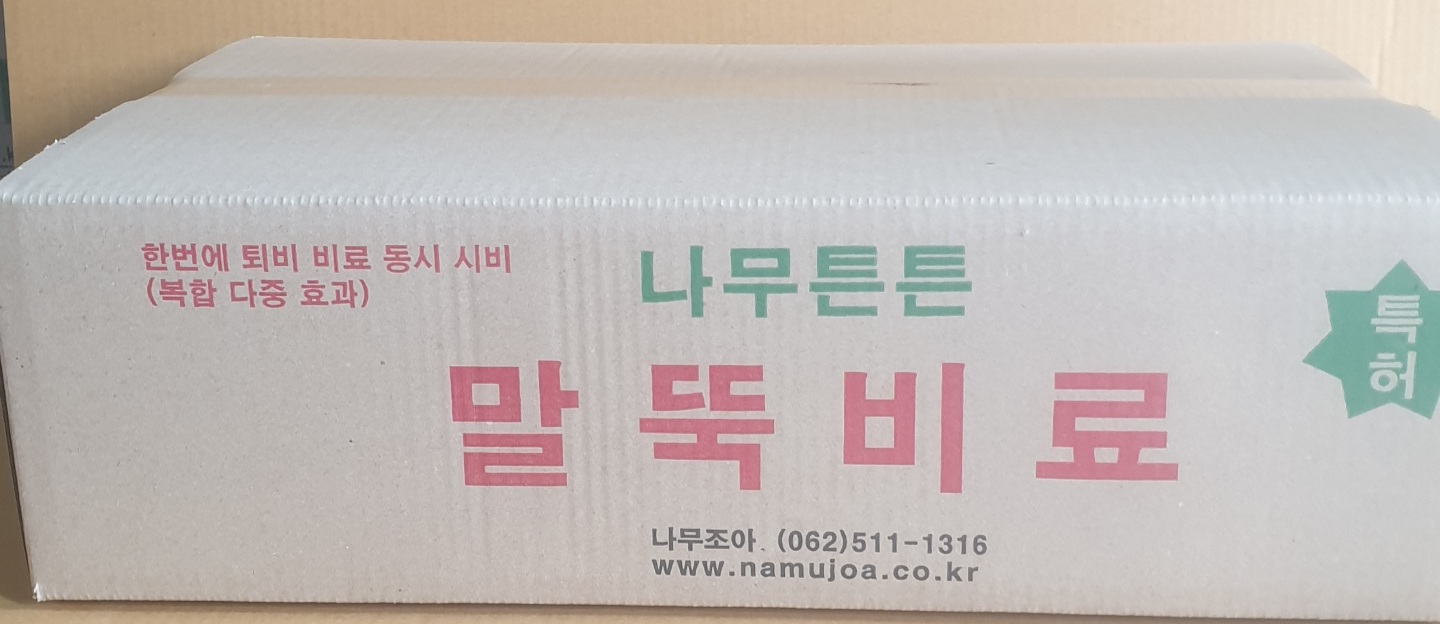 한번에 퇴비 비료 동시 시비
(복합 다중 효과)
나무튼튼
특허
말뚝비료
나무조아. (062)511-1316
www.namujoa.co.kr